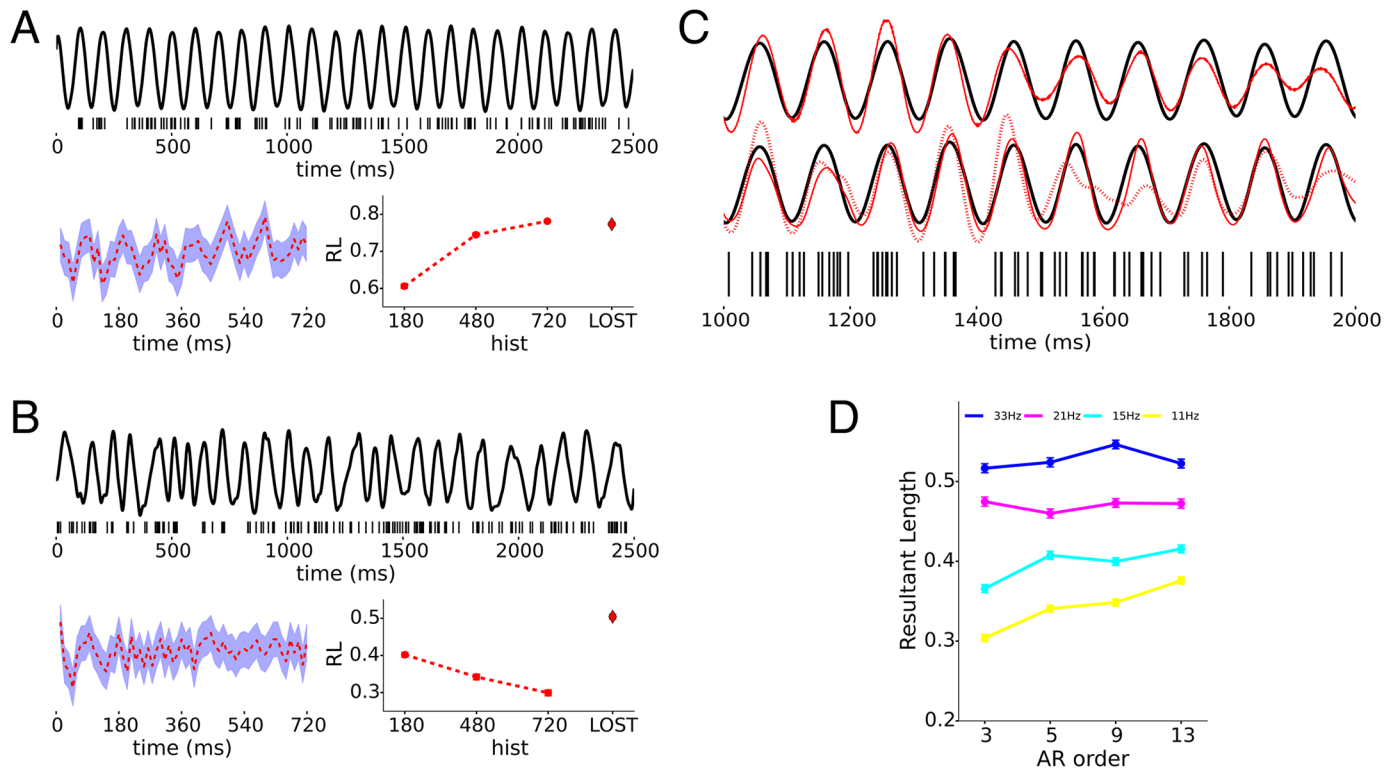 A
0 500 1000 1500 2000 2500
time (ms)
0 180 360 540 720
time (ms)
RL
0.8
0.7
0.6
180 480 720 LOST
hist
B
0 500 1000 1500 2000 2500
time (ms)
0 180 360 540 720
time (ms)
RL
0.5
0.4
0.3
180 480 720 LOST
hist
C
1000 1200 1400 1600 1800 2000
time (ms)
D
33Hz 21Hz 15Hz 11Hz
Resultant Length
0.5
0.4
0.3
0.2
3 5 9 13
AR order